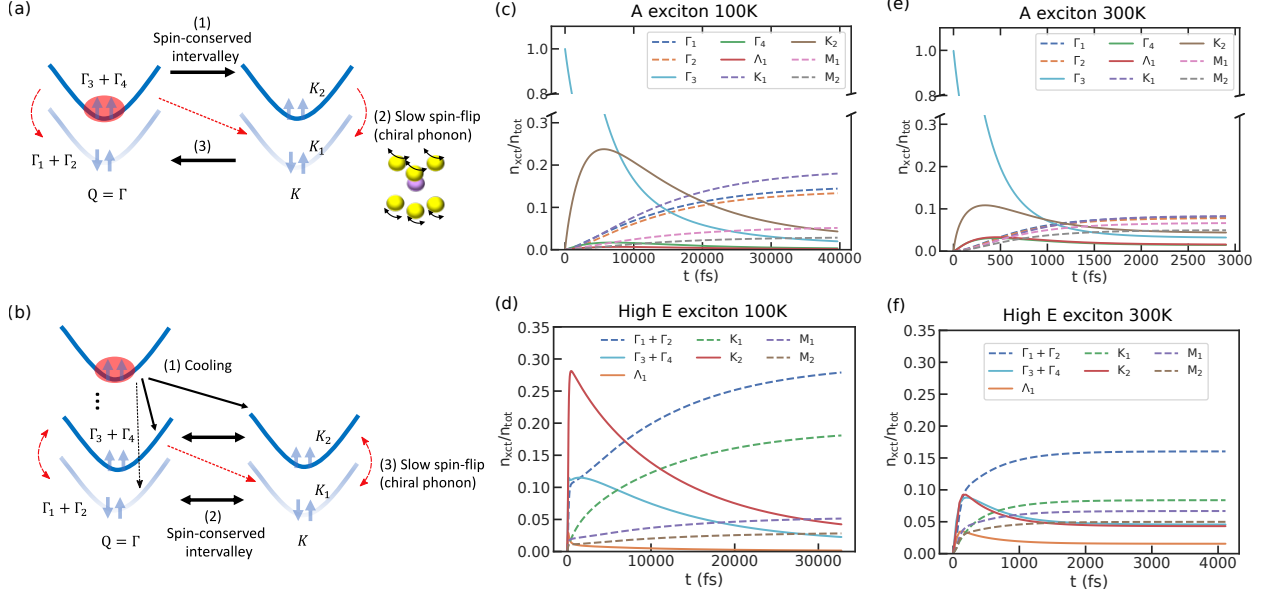 (a)
(1)
Spin-conserved
intervalley
Γ₃ + Γ₄
K₂
(2) Slow spin-flip
(chiral phonon)
K₁
(3)
Γ₁ + Γ₂
Q = Γ
K
(b)
(1) Cooling
Γ₃ + Γ₄
K₂
(3) Slow spin-flip
(chiral phonon)
K₁
Γ₁ + Γ₂
(2)
Spin-conserved
intervalley
Q = Γ
K
(c)
A exciton 100K
Γ₁ Γ₄ K₂
Γ₂ Λ₁ M₁
Γ₃ K₁ M₂
1.0
0.8
0.3
0.2
0.1
0.0
nxct/ntot
0 10000 20000 30000 40000
t (fs)
(e)
A exciton 300K
Γ₁ Γ₄ K₂
Γ₂ Λ₁ M₁
Γ₃ K₁ M₂
1.0
0.8
0.3
0.2
0.1
0.0
nxct/ntot
0 500 1000 1500 2000 2500 3000
t (fs)
(d)
High E exciton 100K
Γ₁ + Γ₂ K₁ M₁
Γ₃ + Γ₄ K₂ M₂
Λ₁
0.35
0.30
0.25
0.20
0.15
0.10
0.05
0.00
nxct/ntot
0 5000 10000 15000 20000 25000 30000
t (fs)
(f)
High E exciton 300K
Γ₁ + Γ₂ K₁ M₁
Γ₃ + Γ₄ K₂ M₂
Λ₁
0.35
0.30
0.25
0.20
0.15
0.10
0.05
0.00
nxct/ntot
0 1000 2000 3000 4000
t (fs)